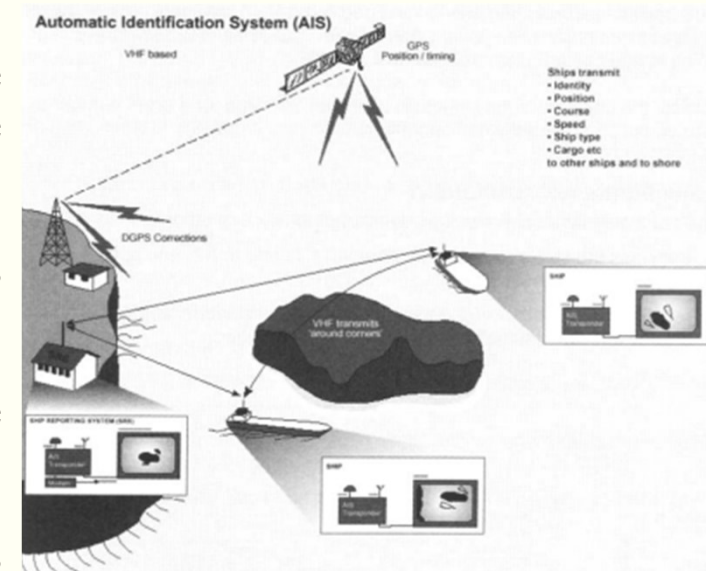 Automatic Identification System (AIS)
VHF based
GPS
Position / timing
Ships transmit
• Identity
• Position
• Course
• Speed
• Ship type
• Cargo etc
to other ships and to shore
DGPS Corrections
SHIP
AIS
Transponder
VHF transmits
'around corners'
SHIP REPORTING SYSTEM (SRS)
AIS
Transponder
SHIP
AIS
Transponder